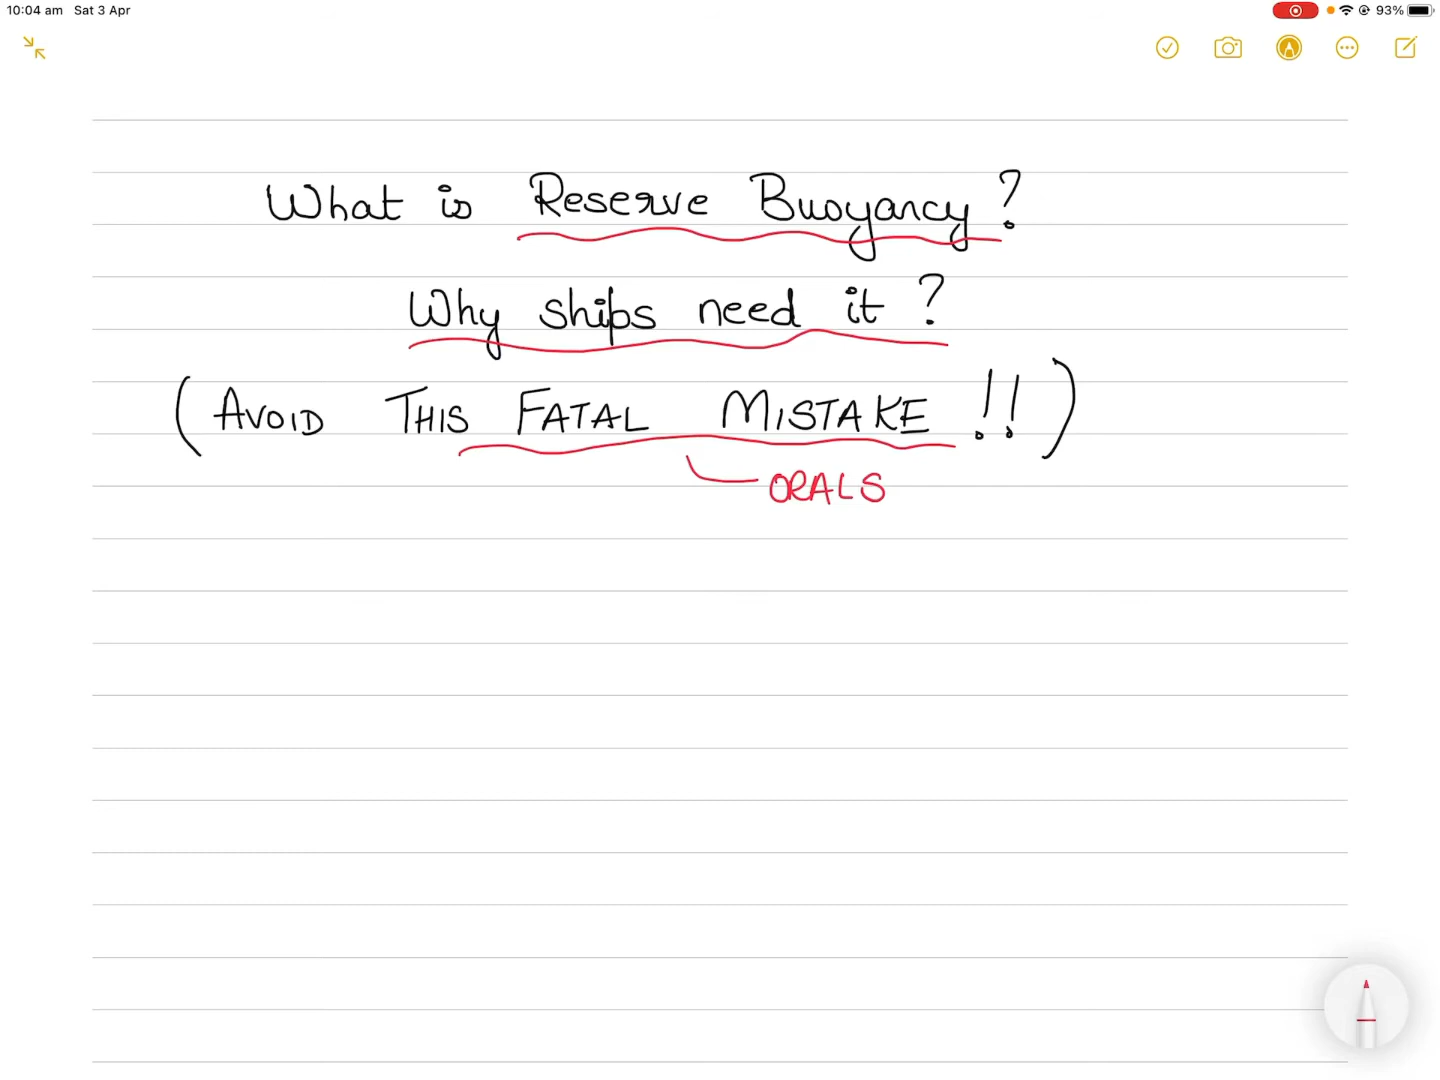 10:04 am Sat 3 Apr 93%
What is Reserve Buoyancy?
Why ships need it?
(AVOID THIS FATAL MISTAKE!!)
ORALS